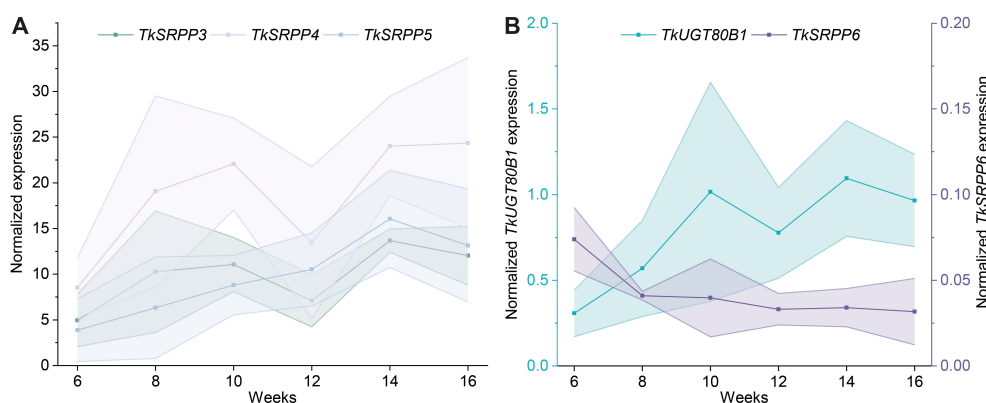 A
TkSRPP3 TkSRPP4 TkSRPP5
Normalized expression
35
30
25
20
15
10
5
0
6 8 10 12 14 16
Weeks
B
TkUGT80B1 TkSRPP6
Normalized TkUGT80B1 expression
2.0
1.5
1.0
0.5
0.0
6 8 10 12 14 16
Weeks
0.20
0.15
0.10
0.05
0.00
Normalized TkSRPP6 expression